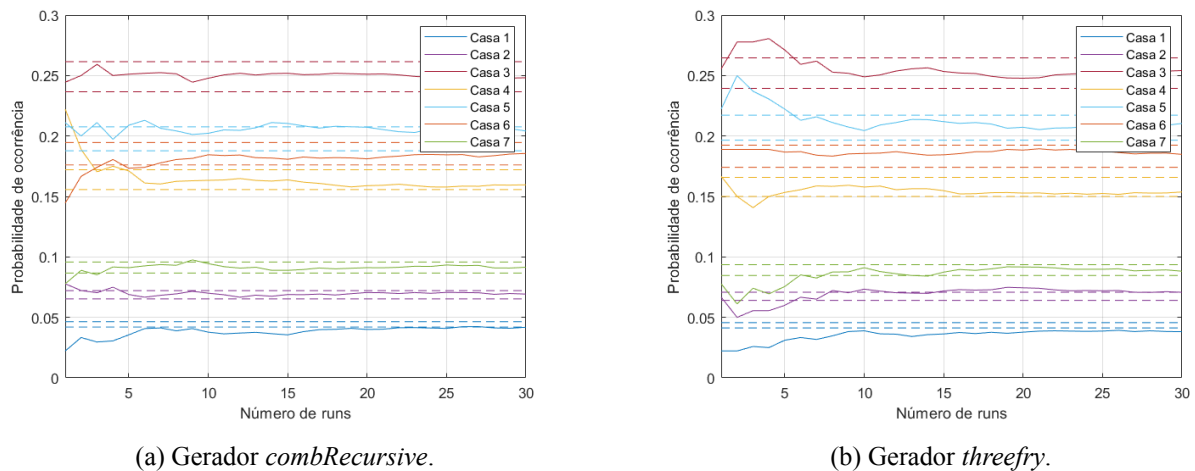 0.3
0.25
0.2
0.15
0.1
0.05
0
5
10
15
20
25
30
Probabilidade de ocorrência
Número de runs
Casa 1
Casa 2
Casa 3
Casa 4
Casa 5
Casa 6
Casa 7
(a) Gerador combRecursive.
0.3
0.25
0.2
0.15
0.1
0.05
0
5
10
15
20
25
30
Probabilidade de ocorrência
Número de runs
Casa 1
Casa 2
Casa 3
Casa 4
Casa 5
Casa 6
Casa 7
(b) Gerador threefry.